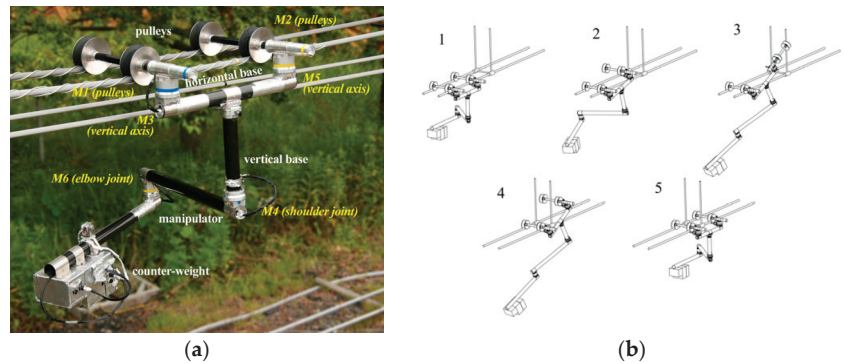 M2 (pulleys)
pulleys
horizontal base
M1 (pulleys)
M5
(vertical axis)
M3
(vertical axis)
vertical base
M6 (elbow joint)
manipulator
M4 (shoulder joint)
counter-weight
(a)
1
2
3
4
5
(b)